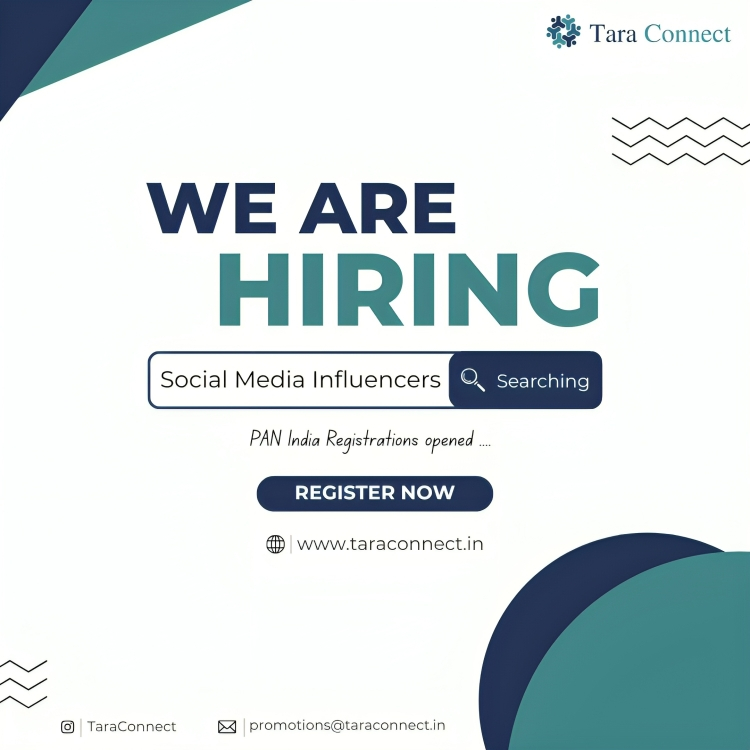 Tara Connect
WE ARE
HIRING
Social Media Influencers
Searching
PAN India Registrations opened ....
REGISTER NOW
www.taraconnect.in
TaraConnect
promotions@taraconnect.in